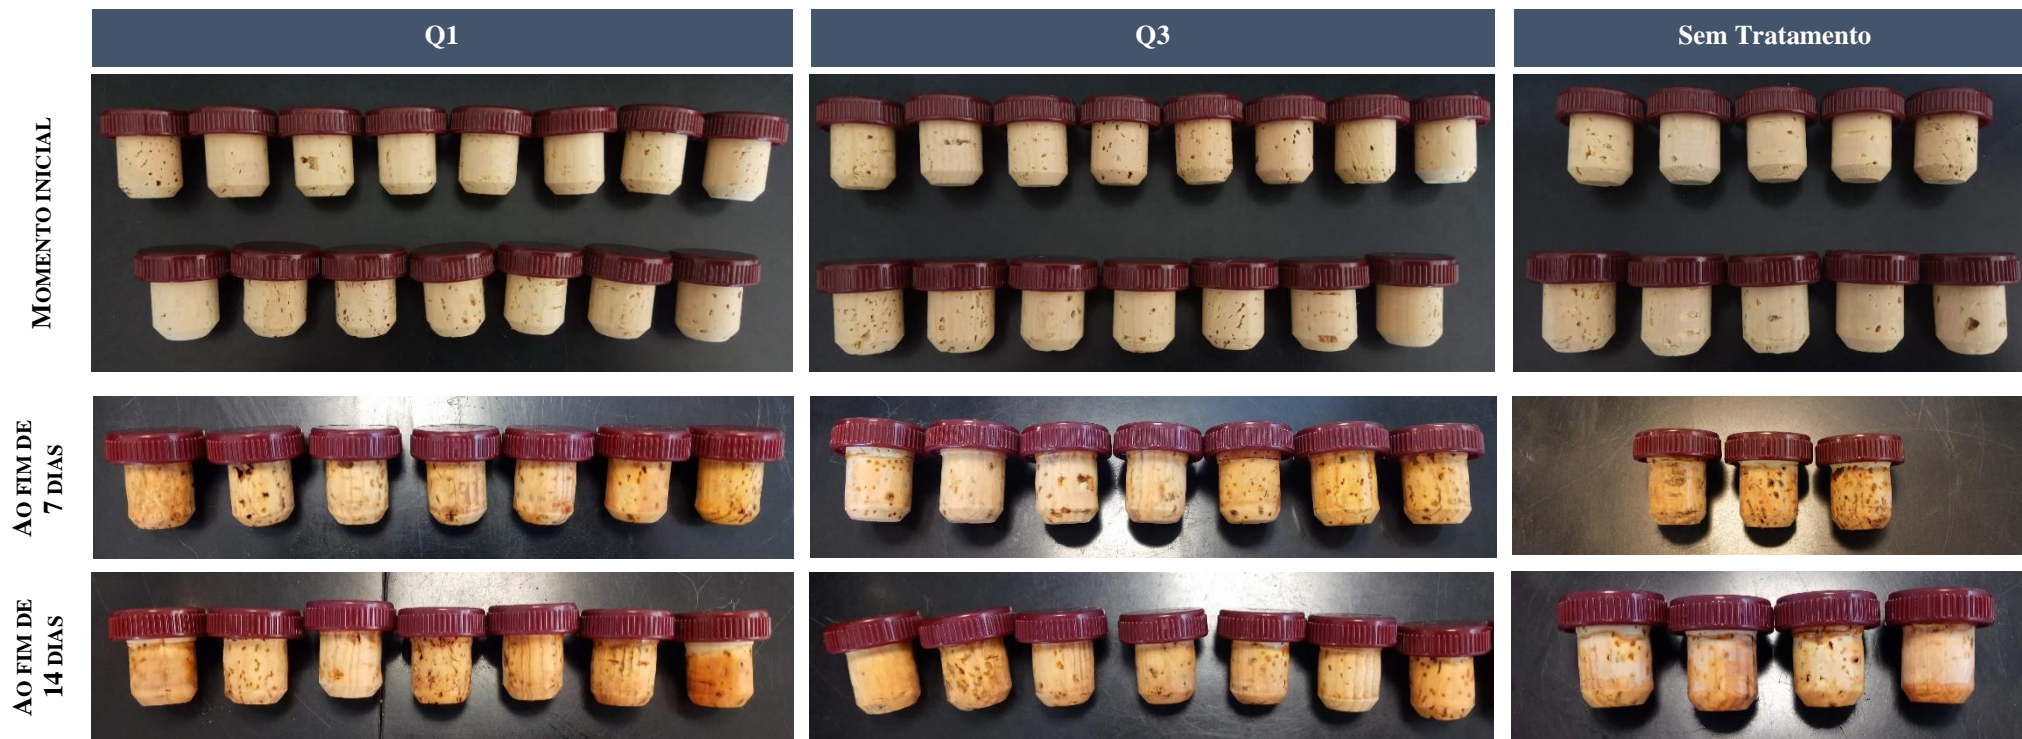 Q1
Q3
Sem Tratamento
MOMENTO INICIAL
AO FIM DE
7 DIAS
AO FIM DE
14 DIAS